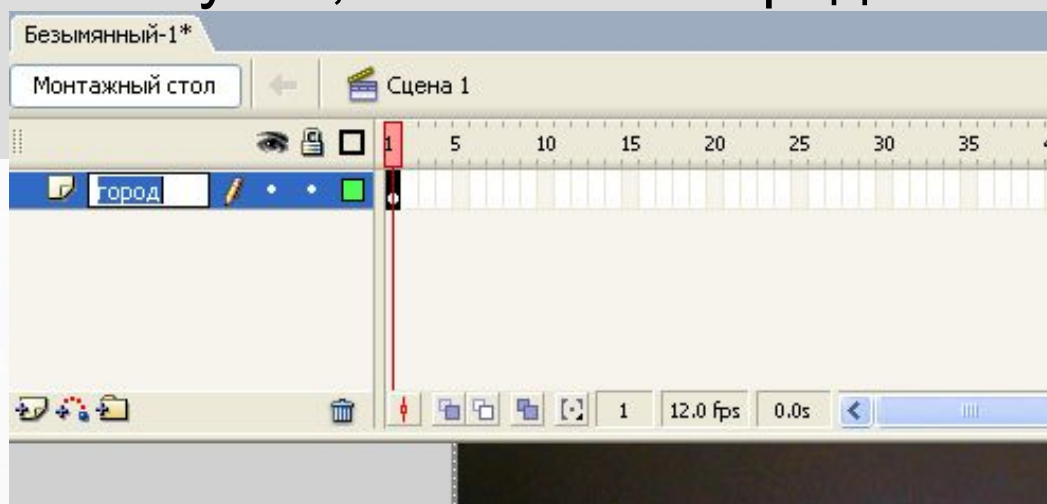 Безымянный-1*
Монтажный стол Сцена 1
1 5 10 15 20 25 30 35
город
1 12.0 fps 0.0s